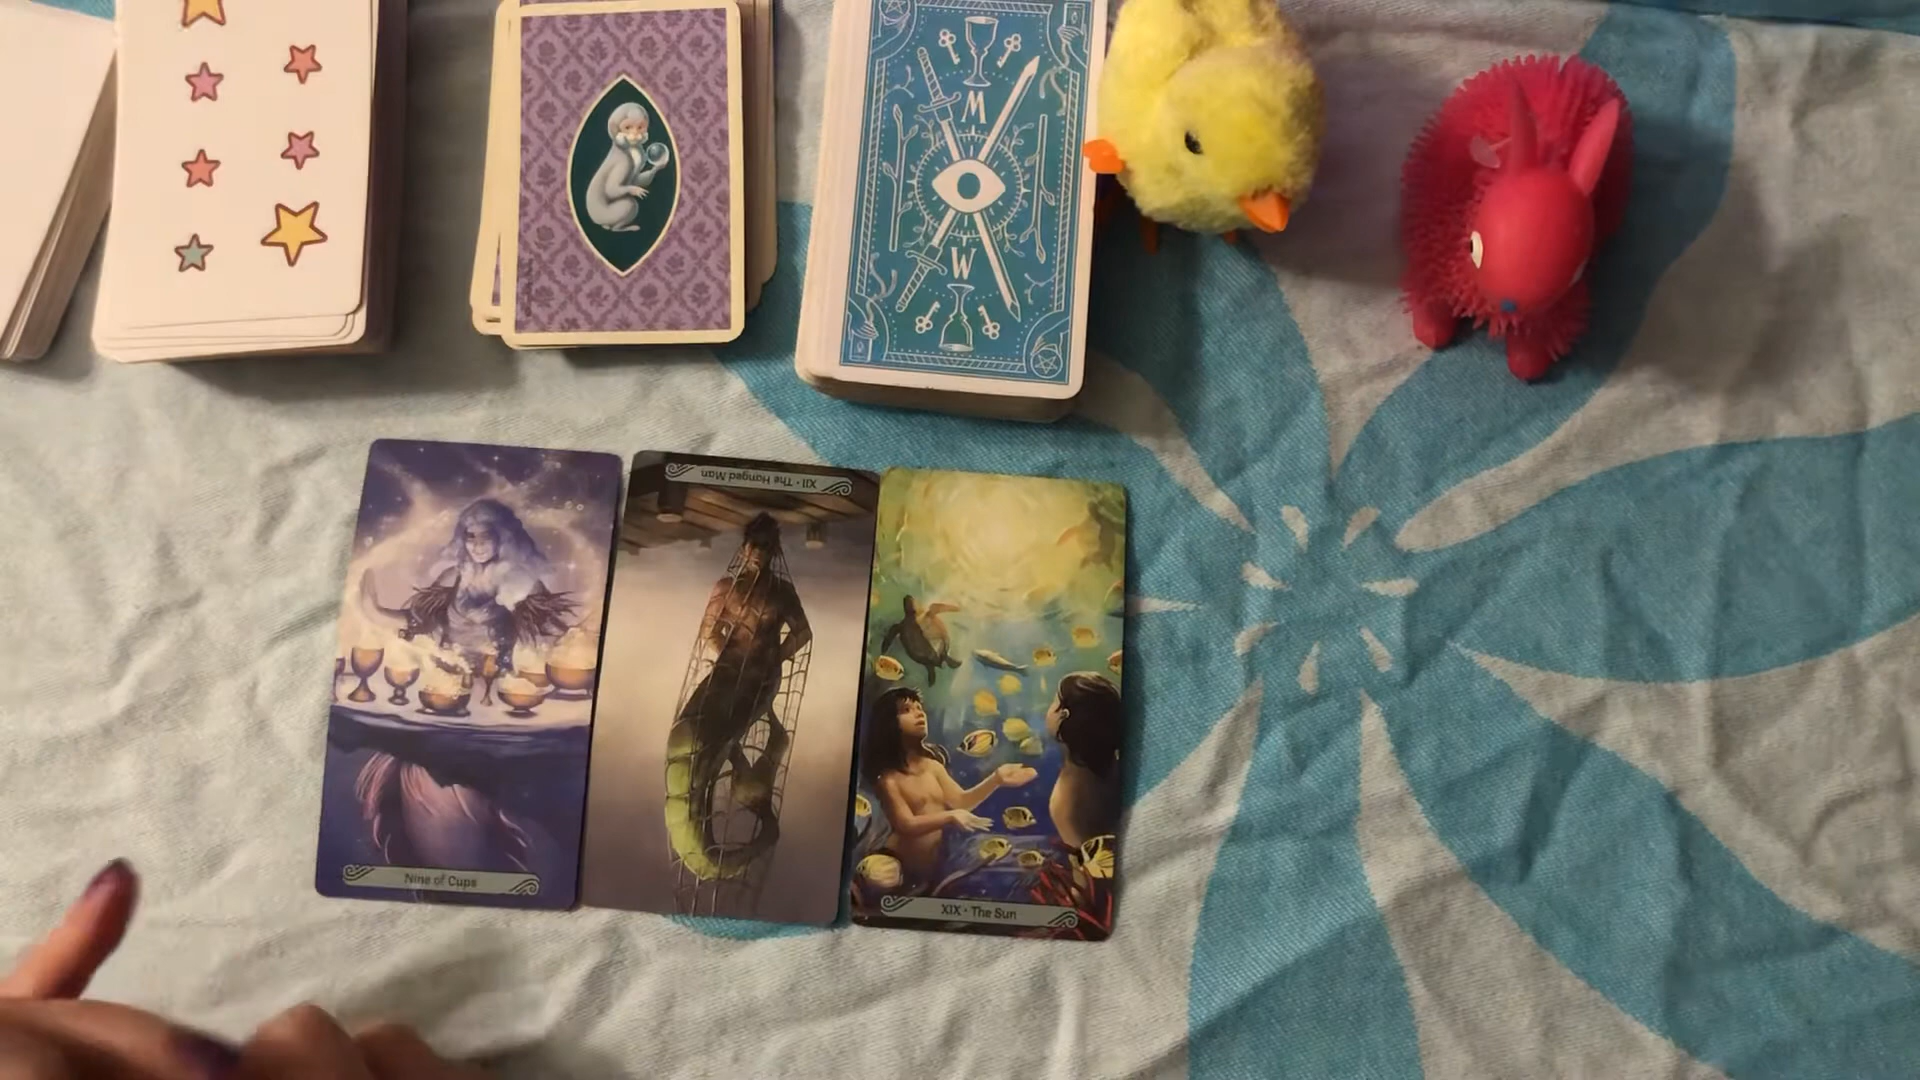 M
W
XII • The Hanged Man
Nine of Cups
XIX • The Sun